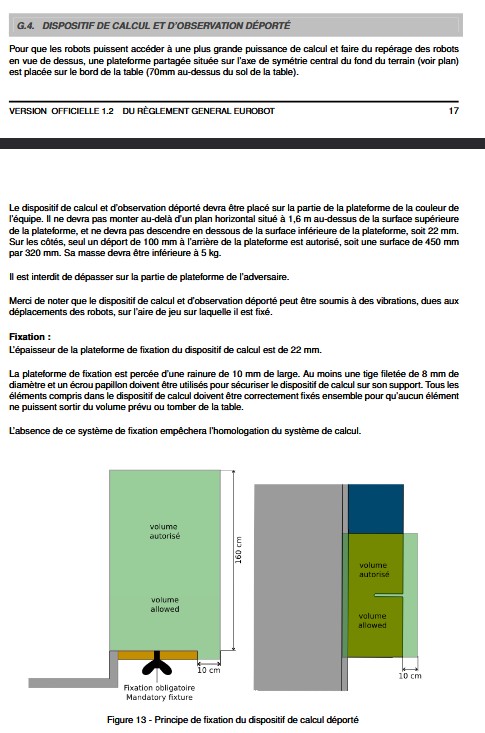 G.4. DISPOSITIF DE CALCUL ET D'OBSERVATION DÉPORTÉ
Pour que les robots puissent accéder à une plus grande puissance de calcul et faire du repérage des robots
en vue de dessus, une plateforme partagée située sur l'axe de symétrie central du fond du terrain (voir plan)
est placée sur le bord de la table (70mm au-dessus du sol de la table).
VERSION OFFICIELLE 1.2 DU RÈGLEMENT GENERAL EUROBOT 17
Le dispositif de calcul et d'observation déporté devra être placé sur la partie de la plateforme de la couleur de
l'équipe. Il ne devra pas monter au-delà d'un plan horizontal situé à 1,6 m au-dessus de la surface supérieure
de la plateforme, et ne devra pas descendre en dessous de la surface inférieure de la plateforme, soit 22 mm.
Sur les côtés, seul un déport de 100 mm à l'arrière de la plateforme est autorisé, soit une surface de 450 mm
par 320 mm. Sa masse devra être inférieure à 5 kg.
Il est interdit de dépasser sur la partie de plateforme de l'adversaire.
Merci de noter que le dispositif de calcul et d'observation déporté peut être soumis à des vibrations, dues aux
déplacements des robots, sur l'aire de jeu sur laquelle il est fixé.
Fixation :
L'épaisseur de la plateforme de fixation du dispositif de calcul est de 22 mm.
La plateforme de fixation est percée d'une rainure de 10 mm de large. Au moins une tige filetée de 8 mm de
diamètre et un écrou papillon doivent être utilisés pour sécuriser le dispositif de calcul sur son support. Tous les
éléments compris dans le dispositif de calcul doivent être correctement fixés ensemble pour qu'aucun élément
ne puissent sortir du volume prévu ou tomber de la table.
L'absence de ce système de fixation empêchera l'homologation du système de calcul.
volume
autorisé
volume
allowed
160 cm
10 cm
Fixation obligatoire
Mandatory fixture
volume
autorisé
volume
allowed
10 cm
Figure 13 - Principe de fixation du dispositif de calcul déporté